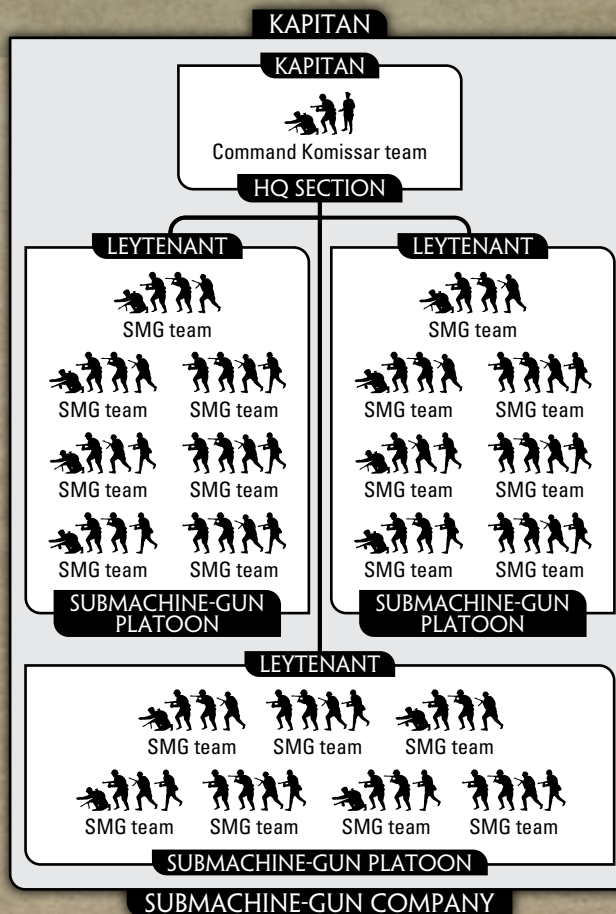 KAPITAN
KAPITAN
Command Komissar team
HQ SECTION
LEYTENANT
SMG team
SMG team SMG team
SMG team SMG team
SMG team SMG team
SUBMACHINE-GUN
PLATOON
LEYTENANT
SMG team
SMG team SMG team
SMG team SMG team
SMG team SMG team
SUBMACHINE-GUN
PLATOON
LEYTENANT
SMG team SMG team SMG team
SMG team SMG team SMG team SMG team
SUBMACHINE-GUN PLATOON
SUBMACHINE-GUN COMPANY